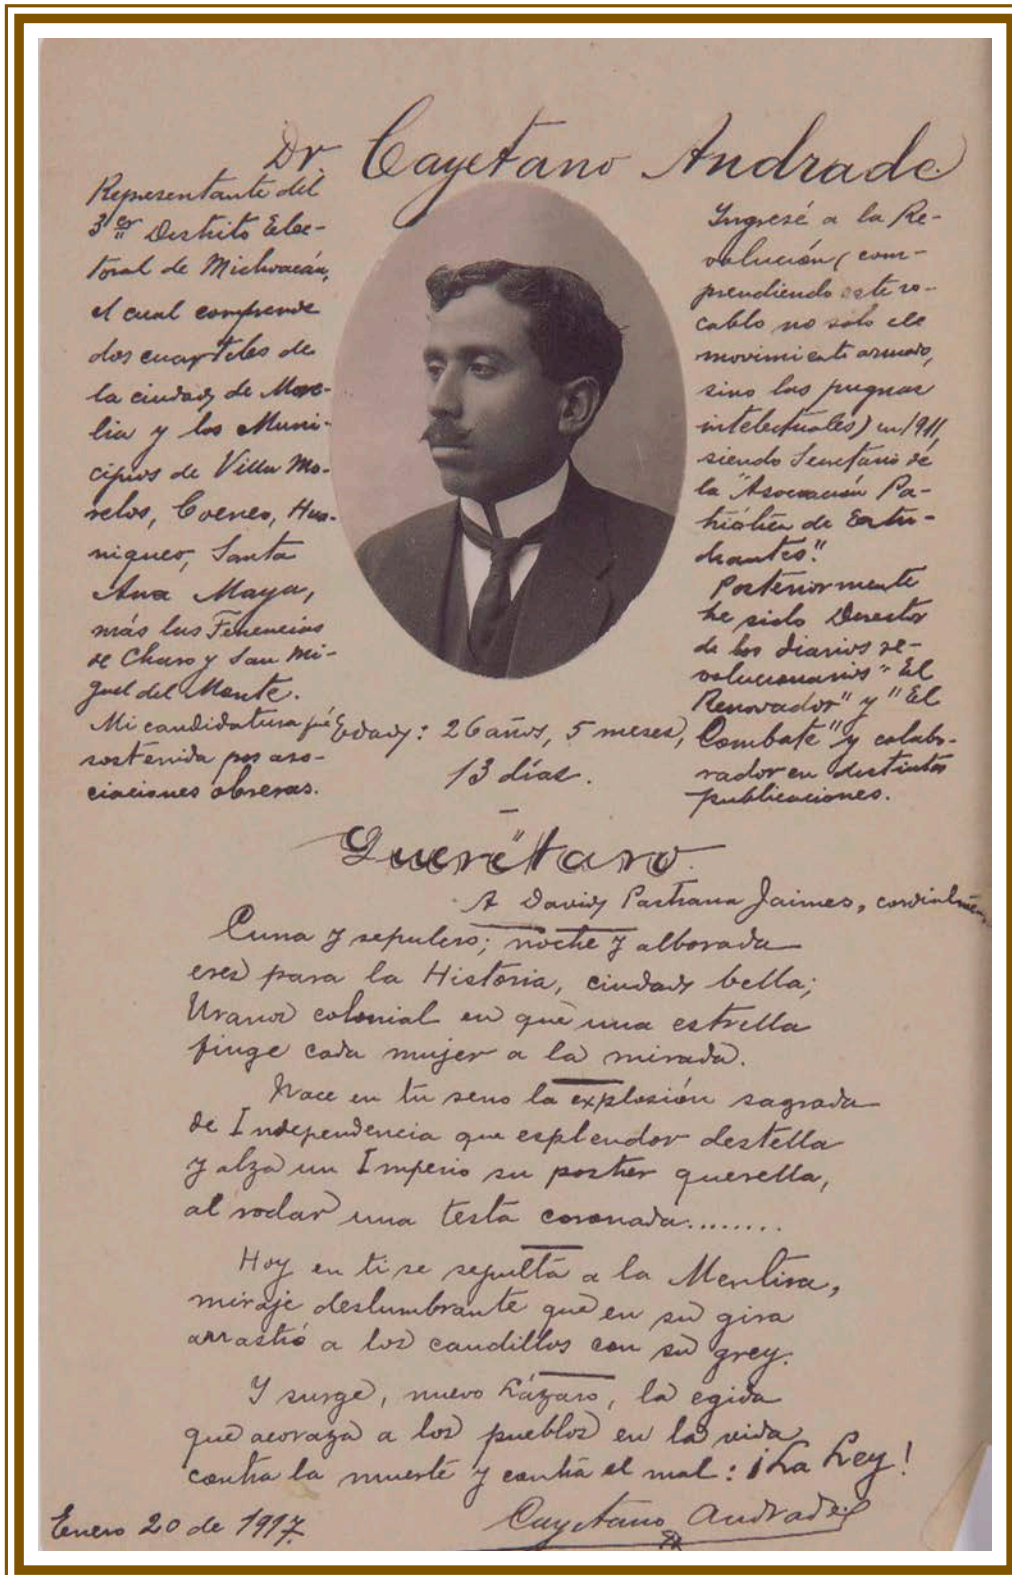 Dr. Cayetano Andrade.
Representante del
3er Distrito Elec-
toral de Michoacán,
el cual comprende
dos cuarteles de
la ciudad de More-
lia y los Muni-
cipios de Villa Mo-
relos, Coeneo, Hua-
niqueo, Santa
Ana Maya,
más las Tenencias
de Charo y San Mi-
guel del Monte.
Mi candidatura fué
sostenida por aso-
ciaciones obreras.
Edad: 26 años, 5 meses,
13 días.
Ingresé a la Re-
volución (com-
prendiendo este vo-
cablo no solo el
movimiento armado,
sino las pugnas
intelectuales) en 1911,
siendo Secretario de
la "Asociación Pa-
triótica de Estu-
diantes."
Posteriormente
he sido Director
de los diarios re-
volucionarios "El
Renovador" y "El
Combate" y colabo-
rador en distintas
publicaciones.
Querétaro.
A David Pastrana Jaimes, cordialmen
Cuna y sepulcro; noche y alborada
eres para la Historia, ciudad bella;
Uranos colonial en que una estrella
finge cada mujer a la mirada.
Nace en tu seno la explosión sagrada
de Independencia que esplendor destella
y alza un Imperio su postrer querella,
al rodar una testa coronada........
Hoy en ti se sepulta a la Mentira,
miraje deslumbrante que en su gira
arrastró a los caudillos con su grey.
Y surge, nuevo Lázaro, la egida
que acoraza a los pueblos en la vida
contra la muerte y contra el mal: ¡La Ley!
Enero 20 de 1917.
Cayetano Andrade